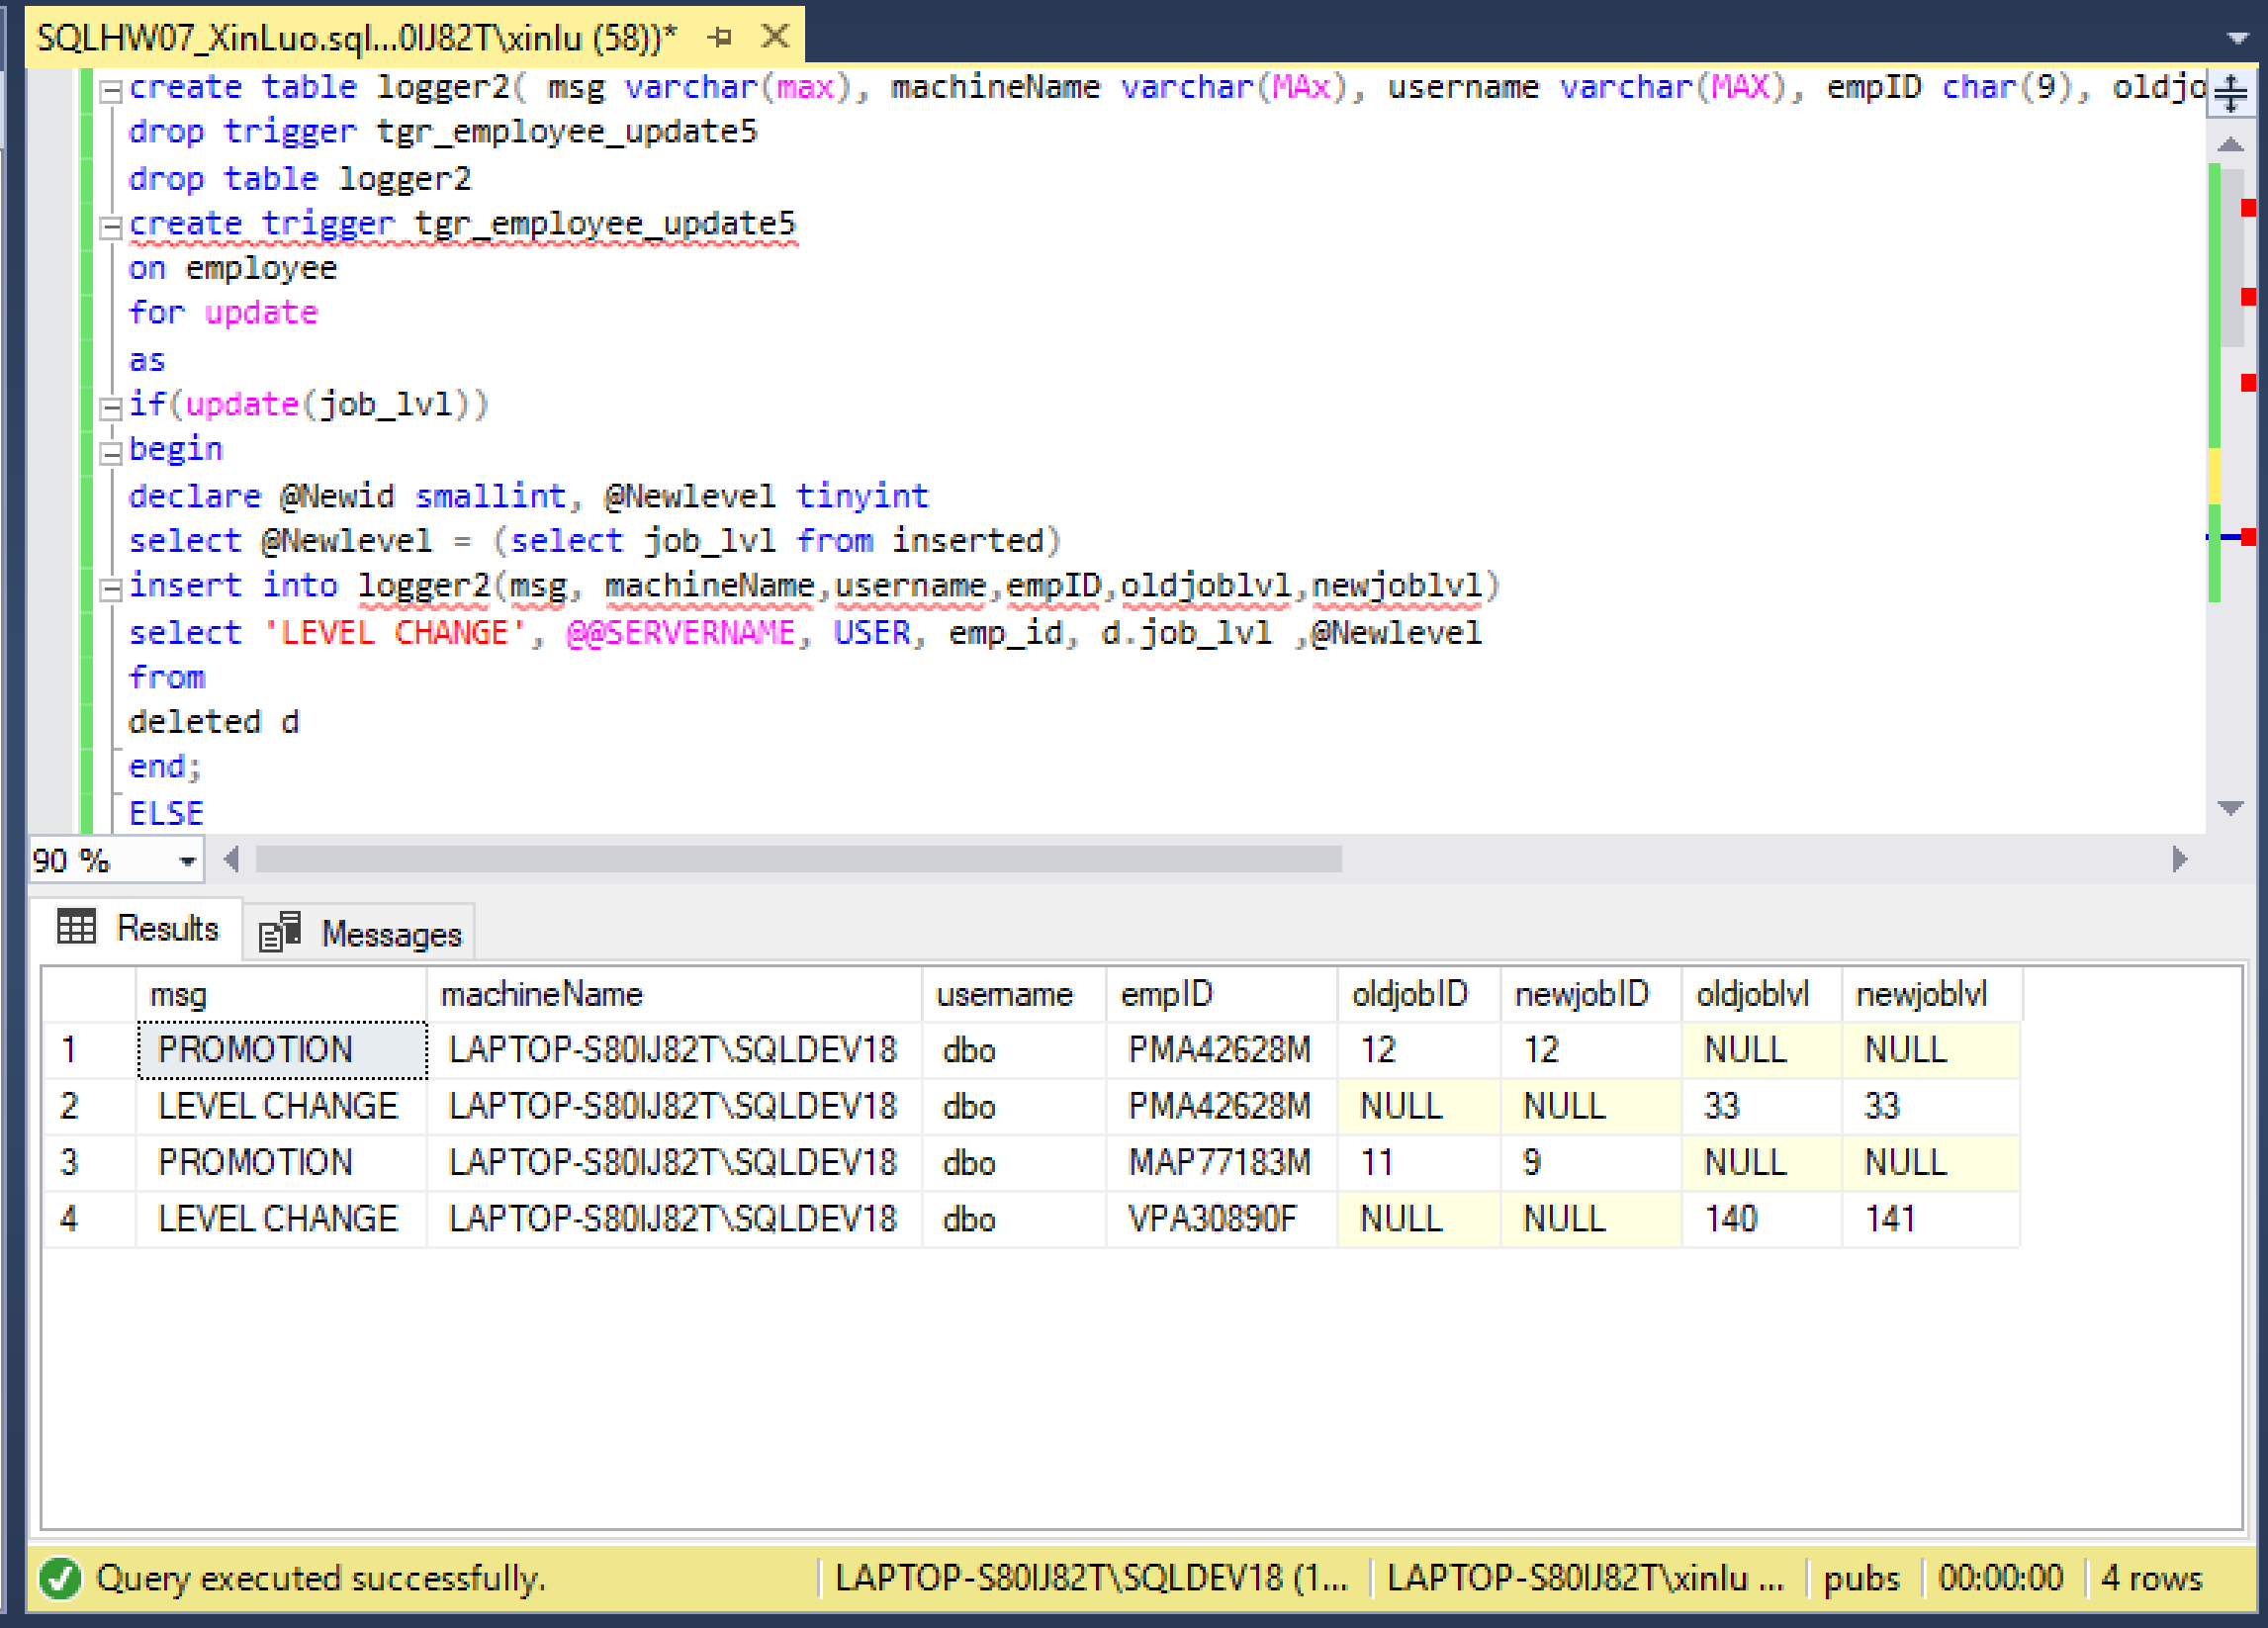 SQLHW07_XinLuo.sql...0IJ82T\xinlu (58))*
create table logger2( msg varchar(max), machineName varchar(MAx), username varchar(MAX), empID char(9), oldjo
drop trigger tgr_employee_update5
drop table logger2
create trigger tgr_employee_update5
on employee
for update
as
if(update(job_lvl))
begin
declare @Newid smallint, @Newlevel tinyint
select @Newlevel = (select job_lvl from inserted)
insert into logger2(msg, machineName,username,empID,oldjoblvl,newjoblvl)
select 'LEVEL CHANGE', @@SERVERNAME, USER, emp_id, d.job_lvl ,@Newlevel
from
deleted d
end;
ELSE
90 %
Results Messages
msg machineName username empID oldjobID newjobID oldjoblvl newjoblvl
1 PROMOTION LAPTOP-S80IJ82T\SQLDEV18 dbo PMA42628M 12 12 NULL NULL
2 LEVEL CHANGE LAPTOP-S80IJ82T\SQLDEV18 dbo PMA42628M NULL NULL 33 33
3 PROMOTION LAPTOP-S80IJ82T\SQLDEV18 dbo MAP77183M 11 9 NULL NULL
4 LEVEL CHANGE LAPTOP-S80IJ82T\SQLDEV18 dbo VPA30890F NULL NULL 140 141
Query executed successfully. LAPTOP-S80IJ82T\SQLDEV18 (1... LAPTOP-S80IJ82T\xinlu ... pubs 00:00:00 4 rows